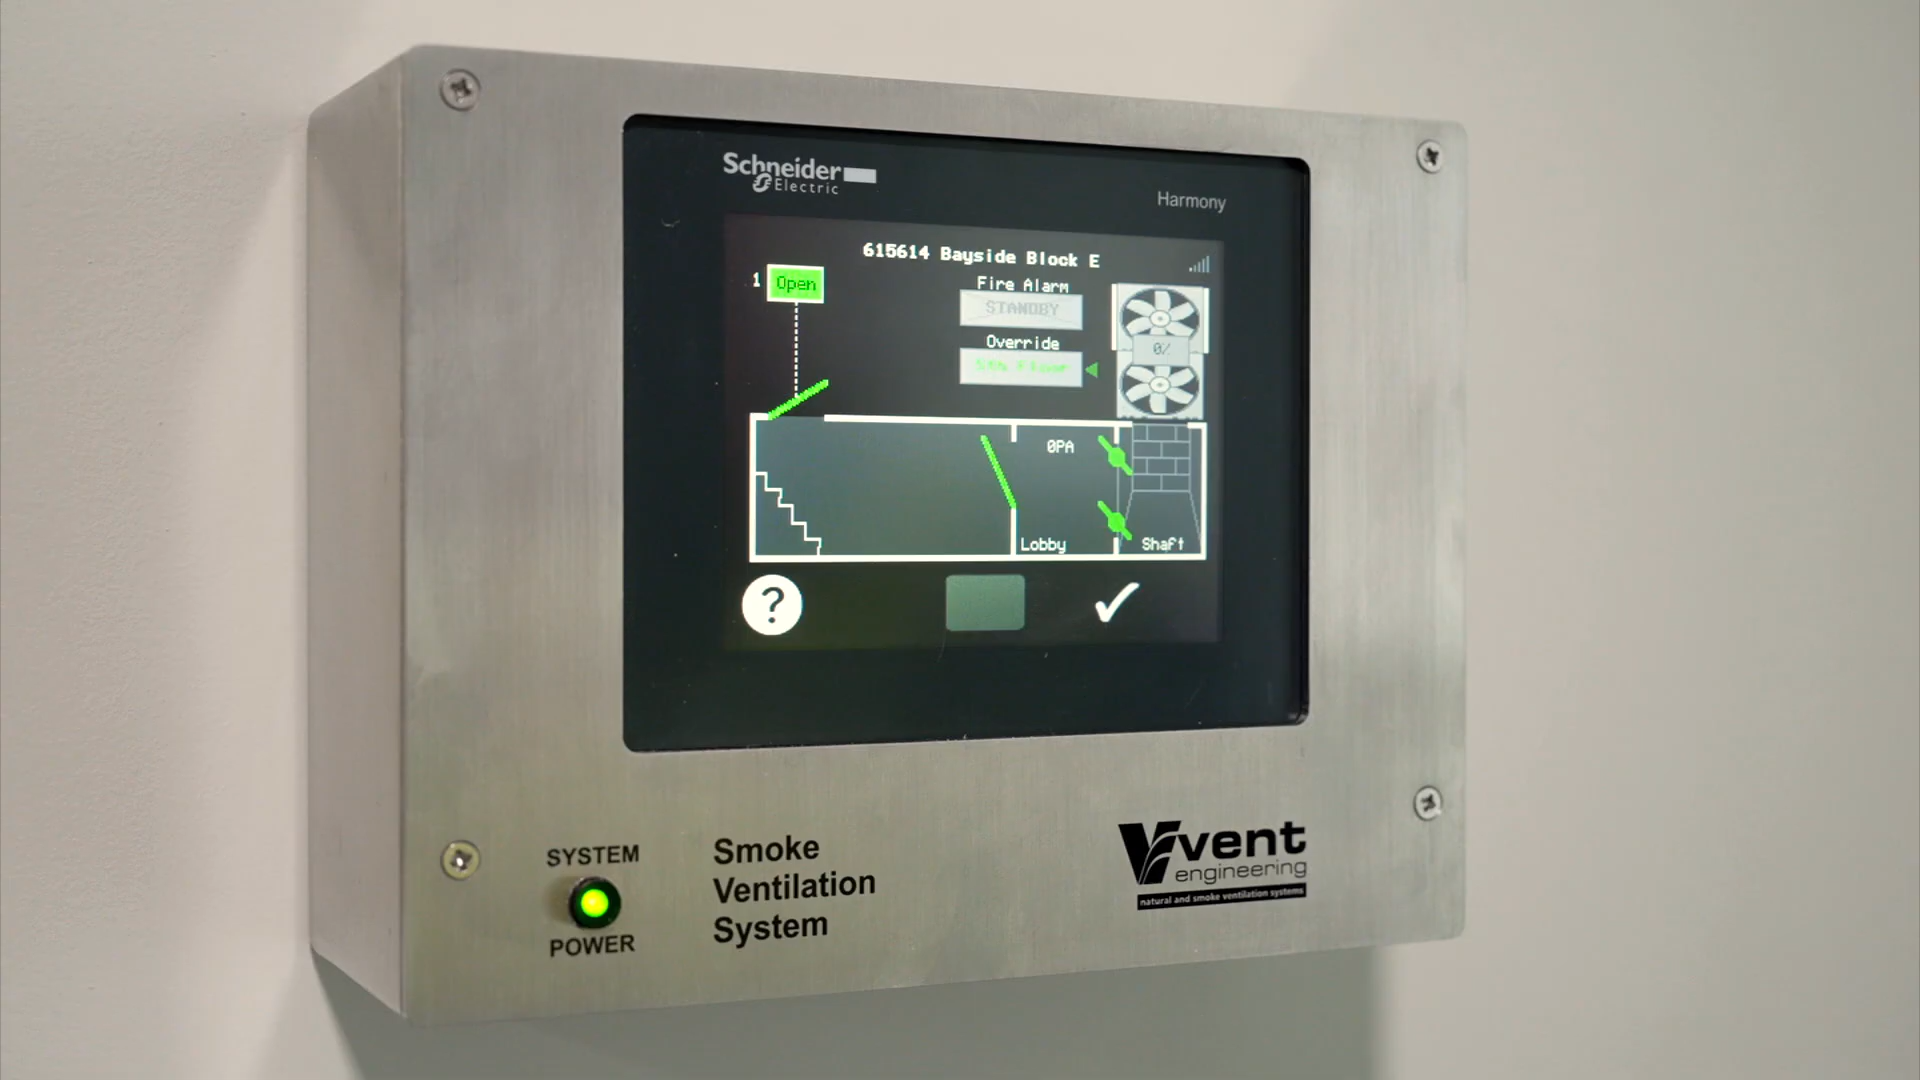 Schneider
Electric
Harmony
615614 Bayside Block E
1 Open
Fire Alarm
STANDBY
Override
0%
0PA
Lobby
Shaft
?
SYSTEM
POWER
Smoke
Ventilation
System
vent
engineering
natural and smoke ventilation systems